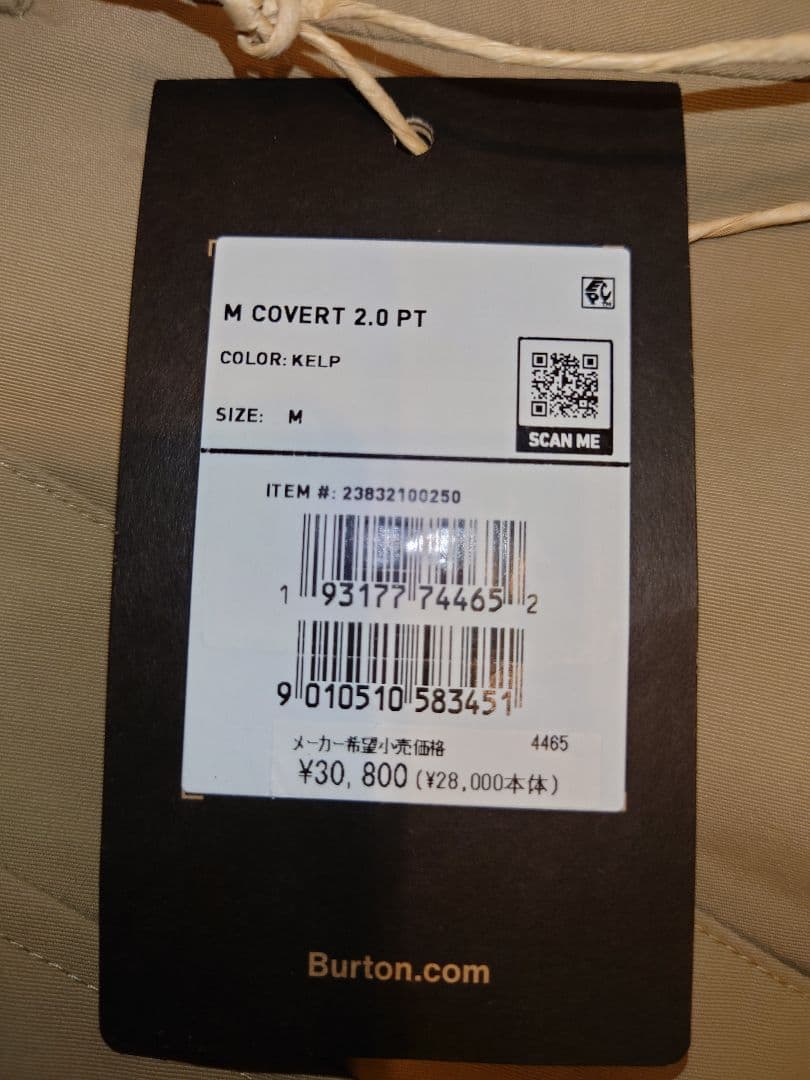 M COVERT 2.0 PT
COLOR: KELP
SIZE: M
SCAN ME
ITEM #: 23832100250
1 93177 74465 2
9 010510 583451
メーカー希望小売価格 4465
¥30,800 (¥28,000本体)
Burton.com